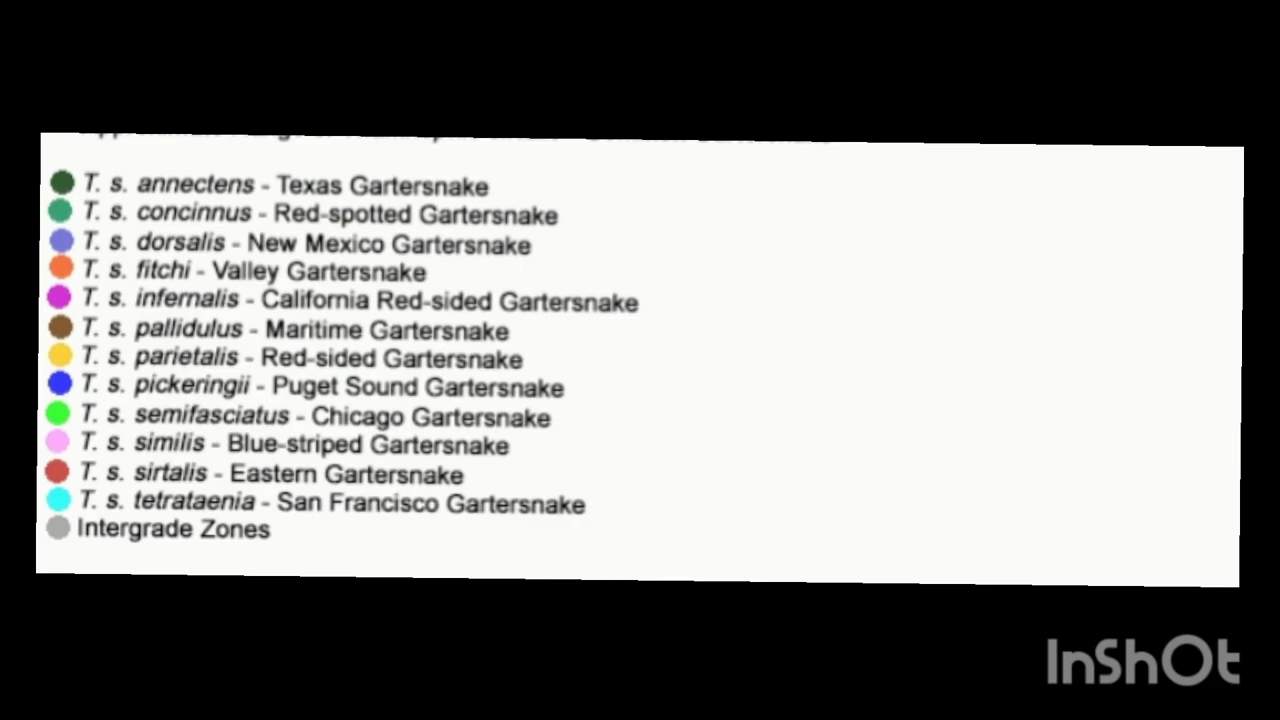 T. s. annectens - Texas Gartersnake
T. s. concinnus - Red-spotted Gartersnake
T. s. dorsalis - New Mexico Gartersnake
T. s. fitchi - Valley Gartersnake
T. s. infernalis - California Red-sided Gartersnake
T. s. pallidulus - Maritime Gartersnake
T. s. parietalis - Red-sided Gartersnake
T. s. pickeringii - Puget Sound Gartersnake
T. s. semifasciatus - Chicago Gartersnake
T. s. similis - Blue-striped Gartersnake
T. s. sirtalis - Eastern Gartersnake
T. s. tetrataenia - San Francisco Gartersnake
Intergrade Zones
InShOt